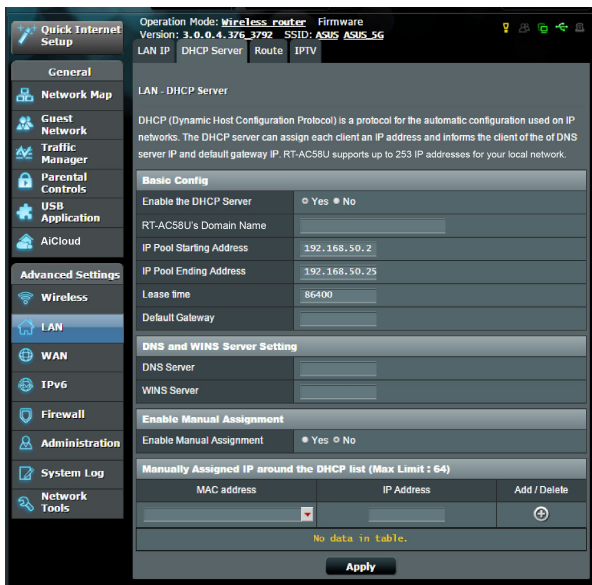 Quick Internet
Setup
General
Network Map
Guest
Network
Traffic
Manager
Parental
Controls
USB
Application
AiCloud
Advanced Settings
Wireless
LAN
WAN
IPv6
Firewall
Administration
System Log
Network
Tools
Operation Mode: Wireless router Firmware
Version: 3.0.0.4.376_3792 SSID: ASUS ASUS_5G
LAN IP DHCP Server Route IPTV
LAN - DHCP Server
DHCP (Dynamic Host Configuration Protocol) is a protocol for the automatic configuration used on IP
networks. The DHCP server can assign each client an IP address and informs the client of the of DNS
server IP and default gateway IP. RT-AC58U supports up to 253 IP addresses for your local network.
Basic Config
Enable the DHCP Server Yes No
RT-AC58U's Domain Name
IP Pool Starting Address 192.168.50.2
IP Pool Ending Address 192.168.50.25
Lease time 86400
Default Gateway
DNS and WINS Server Setting
DNS Server
WINS Server
Enable Manual Assignment
Enable Manual Assignment Yes No
Manually Assigned IP around the DHCP list (Max Limit : 64)
MAC address IP Address Add / Delete
No data in table.
Apply